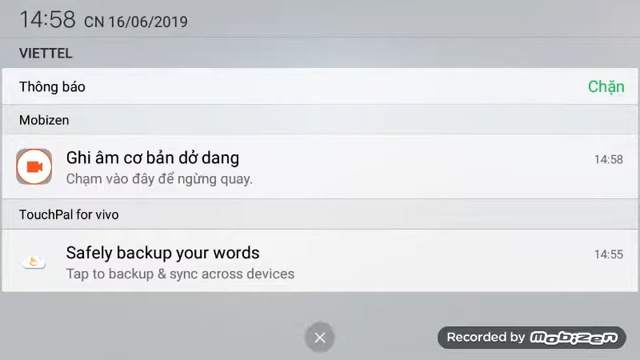 14:58 CN 16/06/2019
VIETTEL
Thông báo Chặn
Mobizen
Ghi âm cơ bản dở dang 14:58
Chạm vào đây để ngừng quay.
TouchPal for vivo
Safely backup your words 14:55
Tap to backup & sync across devices
Recorded by mobizen